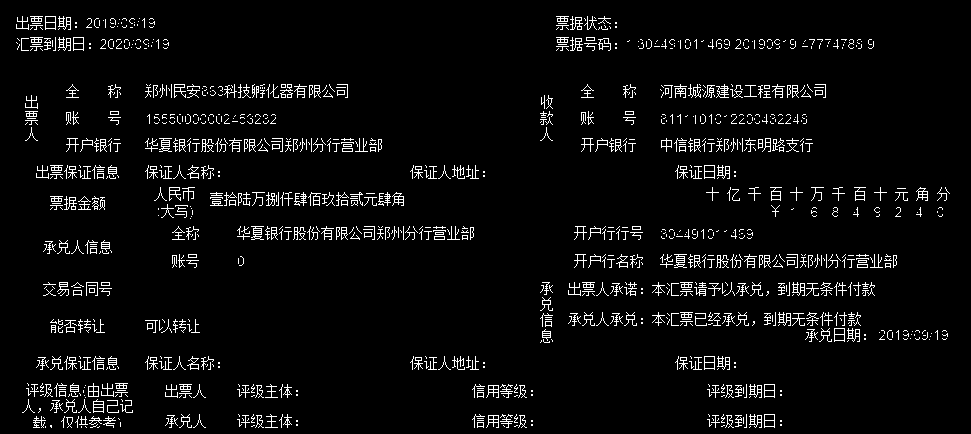 出票日期：2019/09/19 票据状态：
汇票到期日：2020/09/19 票据号码：1 304491011469 20190919 47774788 9
出票人 全 称 郑州民安863科技孵化器有限公司 收款人 全 称 河南城源建设工程有限公司
账 号 15550000002453232 账 号 8111101012200432248
开户银行 华夏银行股份有限公司郑州分行营业部 开户银行 中信银行郑州东明路支行
出票保证信息 保证人名称： 保证人地址： 保证日期：
票据金额 人民币(大写) 壹拾陆万捌仟肆佰玖拾贰元肆角 十 亿 千 百 十 万 千 百 十 元 角 分
￥ 1 6 8 4 9 2 4 0
承兑人信息 全称 华夏银行股份有限公司郑州分行营业部 开户行行号 304491011469
账号 0 开户行名称 华夏银行股份有限公司郑州分行营业部
交易合同号 承兑信息 出票人承诺：本汇票请予以承兑，到期无条件付款
能否转让 可以转让 承兑人承兑：本汇票已经承兑，到期无条件付款
承兑日期：2019/09/19
承兑保证信息 保证人名称： 保证人地址： 保证日期：
评级信息(由出票人，承兑人自己记载，仅供参考) 出票人 评级主体： 信用等级： 评级到期日：
承兑人 评级主体： 信用等级： 评级到期日：